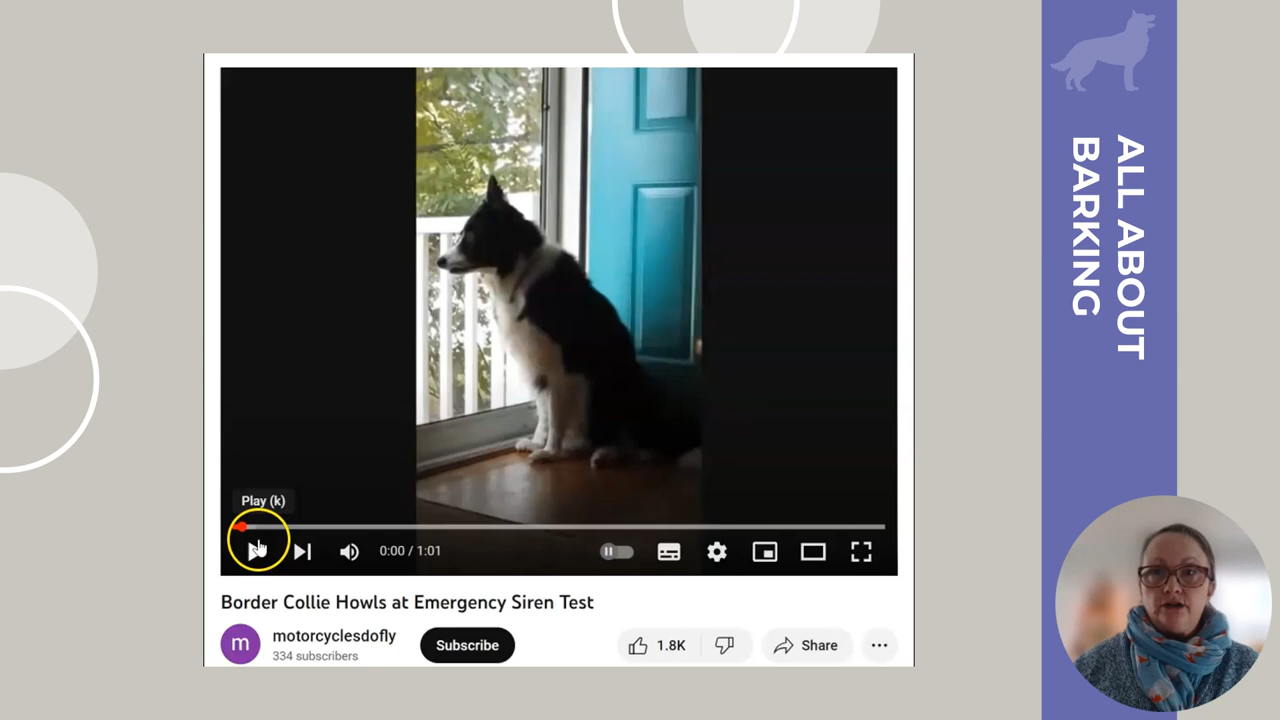 ALL ABOUT
BARKING
Play (k)
0:00 / 1:01
Border Collie Howls at Emergency Siren Test
m
motorcyclesdofly
334 subscribers
Subscribe
1.8K
Share